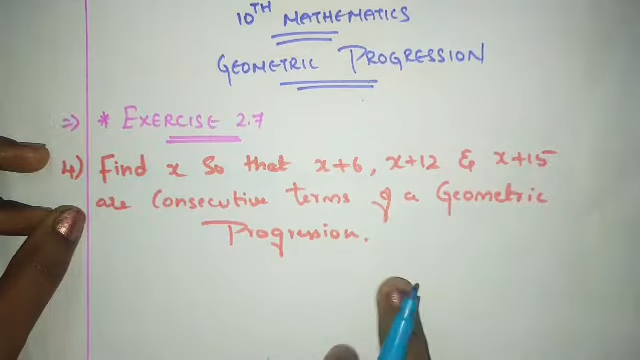 10TH MATHEMATICS
GEOMETRIC PROGRESSION
⇒ * EXERCISE 2.7
4) Find x So that x+6, x+12 & x+15
are Consecutive terms of a Geometric
Progression.